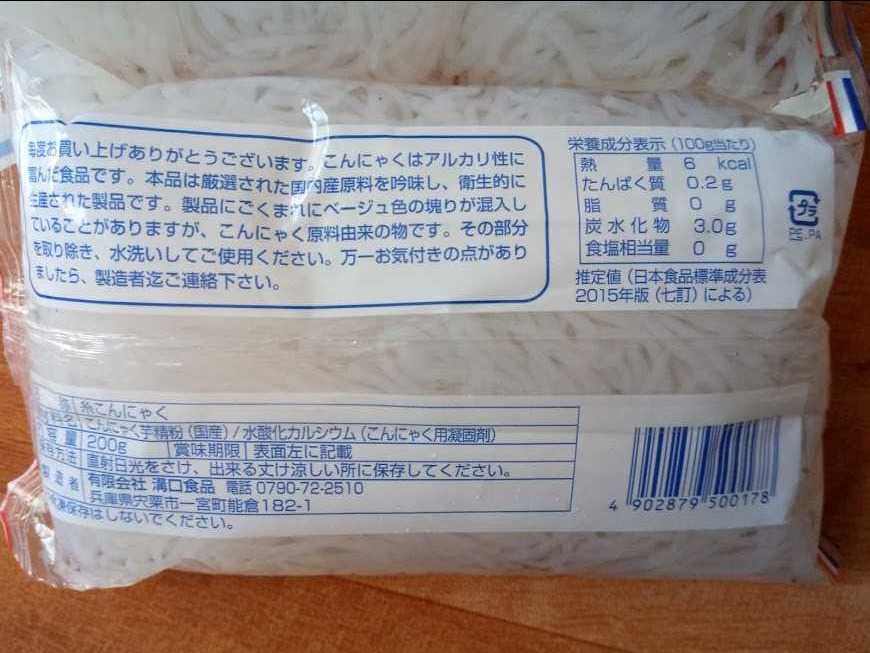 毎度お買い上げありがとうございます。こんにゃくはアルカリ性に
富んだ食品です。本品は厳選された国内産原料を吟味し、衛生的に
生産された製品です。製品にごくまれにベージュ色の塊りが混入し
ていることがありますが、こんにゃく原料由来の物です。その部分
を取り除き、水洗いしてご使用ください。万一お気付きの点があり
ましたら、製造者迄ご連絡下さい。
栄養成分表示(100g当たり)
熱 量 6 kcal
たんぱく質 0.2g
脂 質 0 g
炭水化物 3.0g
食塩相当量 0 g
推定値(日本食品標準成分表
2015年版(七訂)による)
プラ
PE.PA
糸こんにゃく
こんにゃく芋精粉(国産)/水酸化カルシウム(こんにゃく用凝固剤)
容量 200g 賞味期限 表面左に記載
保存方法 直射日光をさけ、出来る丈け涼しい所に保存してください。
製造者 有限会社 溝口食品 電話 0790-72-2510
兵庫県宍粟市一宮町能倉182-1
凍保存はしないでください。
4 902879 500178